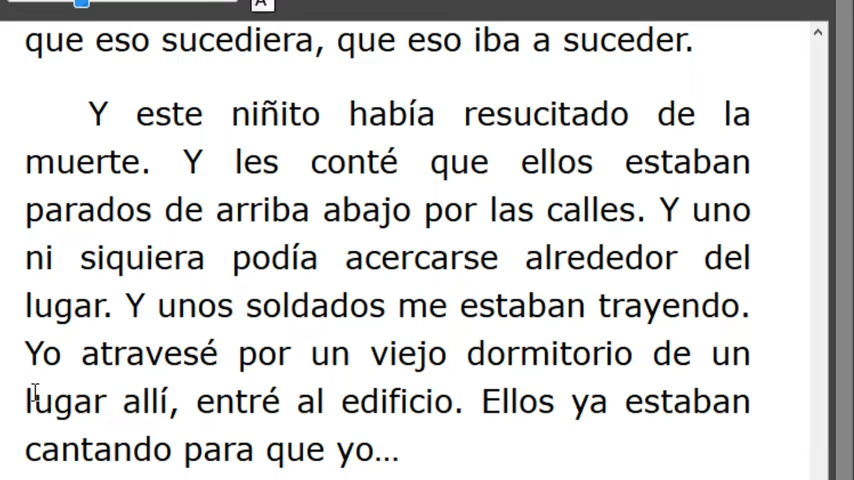 A
que eso sucediera, que eso iba a suceder.
Y este niñito había resucitado de la
muerte. Y les conté que ellos estaban
parados de arriba abajo por las calles. Y uno
ni siquiera podía acercarse alrededor del
lugar. Y unos soldados me estaban trayendo.
Yo atravesé por un viejo dormitorio de un
lugar allí, entré al edificio. Ellos ya estaban
cantando para que yo...